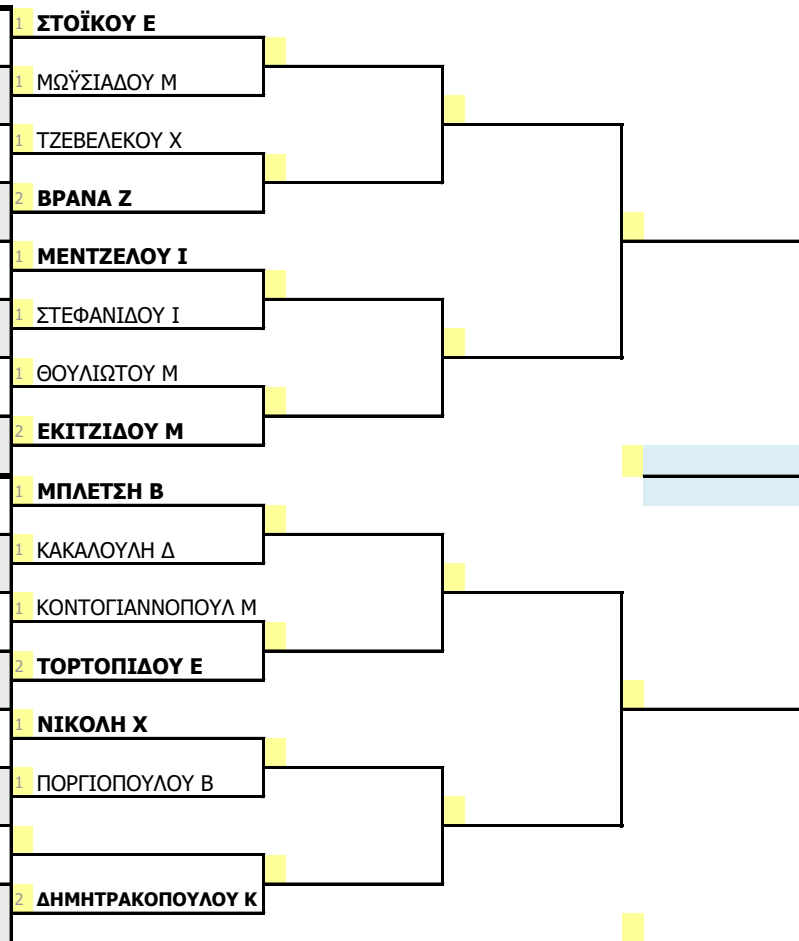 1 ΣΤΟΪΚΟΥ Ε
1 ΜΩΫΣΙΑΔΟΥ Μ
1 ΤΖΕΒΕΛΕΚΟΥ Χ
2 ΒΡΑΝΑ Ζ
1 ΜΕΝΤΖΕΛΟΥ Ι
1 ΣΤΕΦΑΝΙΔΟΥ Ι
1 ΘΟΥΛΙΩΤΟΥ Μ
2 ΕΚΙΤΖΙΔΟΥ Μ
1 ΜΠΛΕΤΣΗ Β
1 ΚΑΚΑΛΟΥΛΗ Δ
1 ΚΟΝΤΟΓΙΑΝΝΟΠΟΥΛ Μ
2 ΤΟΡΤΟΠΙΔΟΥ Ε
1 ΝΙΚΟΛΗ Χ
1 ΠΟΡΓΙΟΠΟΥΛΟΥ Β
2 ΔΗΜΗΤΡΑΚΟΠΟΥΛΟΥ Κ